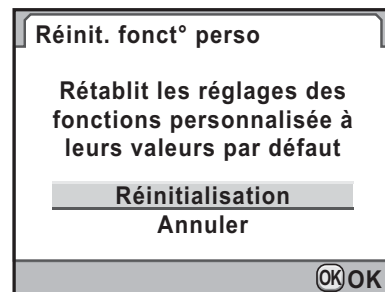 Réinit. fonct° perso
Rétablit les réglages des
fonctions personnalisée à
leurs valeurs par défaut
Réinitialisation
Annuler
OK OK